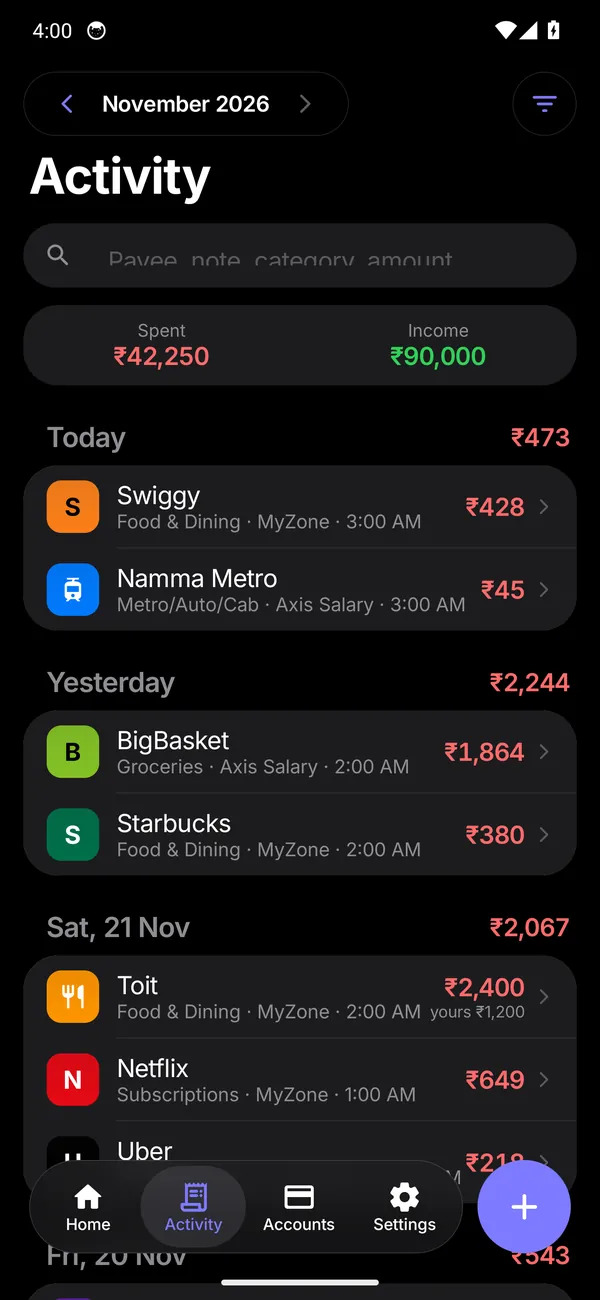 4:00
November 2026
Activity
Payee, note, category, amount
Spent
Income
₹42,250
₹90,000
Today
₹473
S
Swiggy
₹428
Food & Dining · MyZone · 3:00 AM
Namma Metro
₹45
Metro/Auto/Cab · Axis Salary · 3:00 AM
Yesterday
₹2,244
B
BigBasket
₹1,864
Groceries · Axis Salary · 2:00 AM
S
Starbucks
₹380
Food & Dining · MyZone · 2:00 AM
Sat, 21 Nov
₹2,067
Toit
₹2,400
Food & Dining · MyZone · 2:00 AM
yours ₹1,200
N
Netflix
₹649
Subscriptions · MyZone · 1:00 AM
U
Uber
₹218
M
Home
Activity
Accounts
Settings
Fri, 20 Nov
₹543